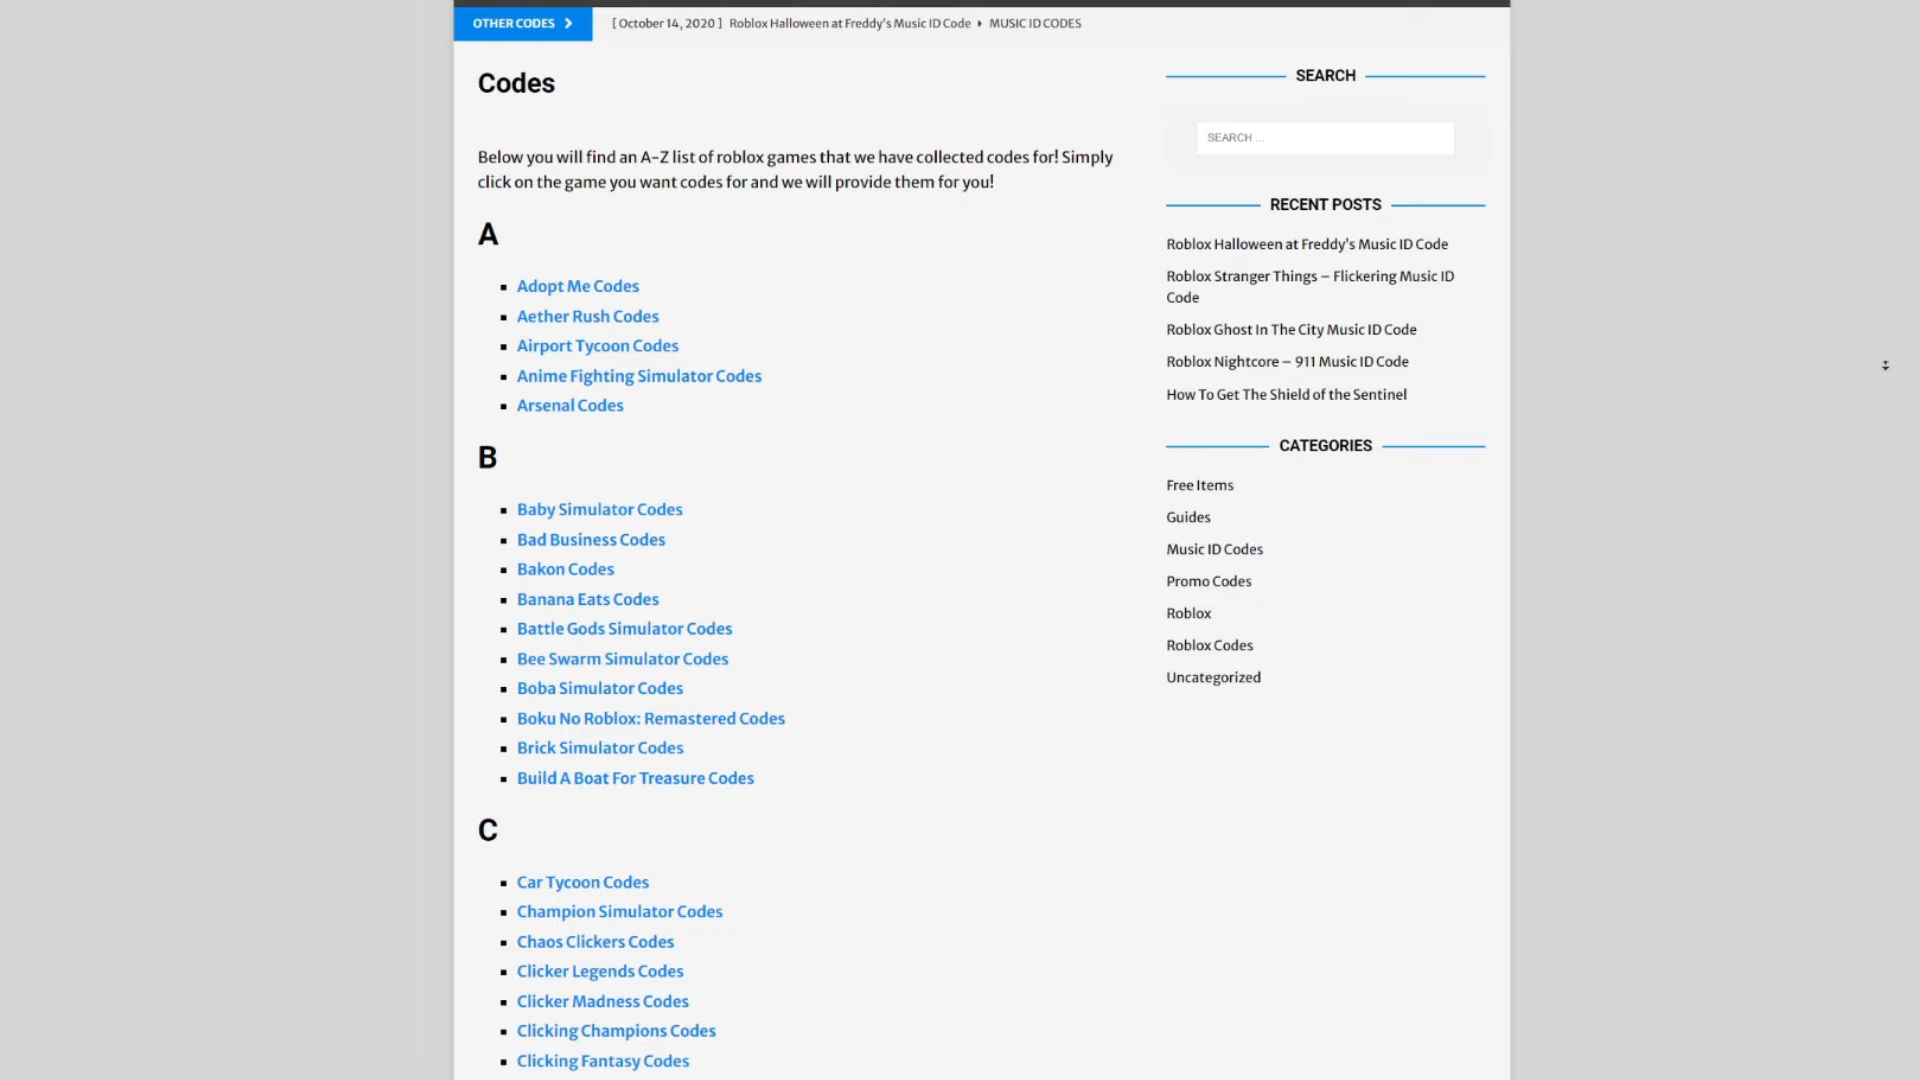 OTHER CODES
[ October 14, 2020 ] Roblox Halloween at Freddy's Music ID Code MUSIC ID CODES
Codes
Below you will find an A-Z list of roblox games that we have collected codes for! Simply
click on the game you want codes for and we will provide them for you!
A
Adopt Me Codes
Aether Rush Codes
Airport Tycoon Codes
Anime Fighting Simulator Codes
Arsenal Codes
B
Baby Simulator Codes
Bad Business Codes
Bakon Codes
Banana Eats Codes
Battle Gods Simulator Codes
Bee Swarm Simulator Codes
Boba Simulator Codes
Boku No Roblox: Remastered Codes
Brick Simulator Codes
Build A Boat For Treasure Codes
C
Car Tycoon Codes
Champion Simulator Codes
Chaos Clickers Codes
Clicker Legends Codes
Clicker Madness Codes
Clicking Champions Codes
Clicking Fantasy Codes
SEARCH
SEARCH ...
RECENT POSTS
Roblox Halloween at Freddy's Music ID Code
Roblox Stranger Things – Flickering Music ID
Code
Roblox Ghost In The City Music ID Code
Roblox Nightcore – 911 Music ID Code
How To Get The Shield of the Sentinel
CATEGORIES
Free Items
Guides
Music ID Codes
Promo Codes
Roblox
Roblox Codes
Uncategorized